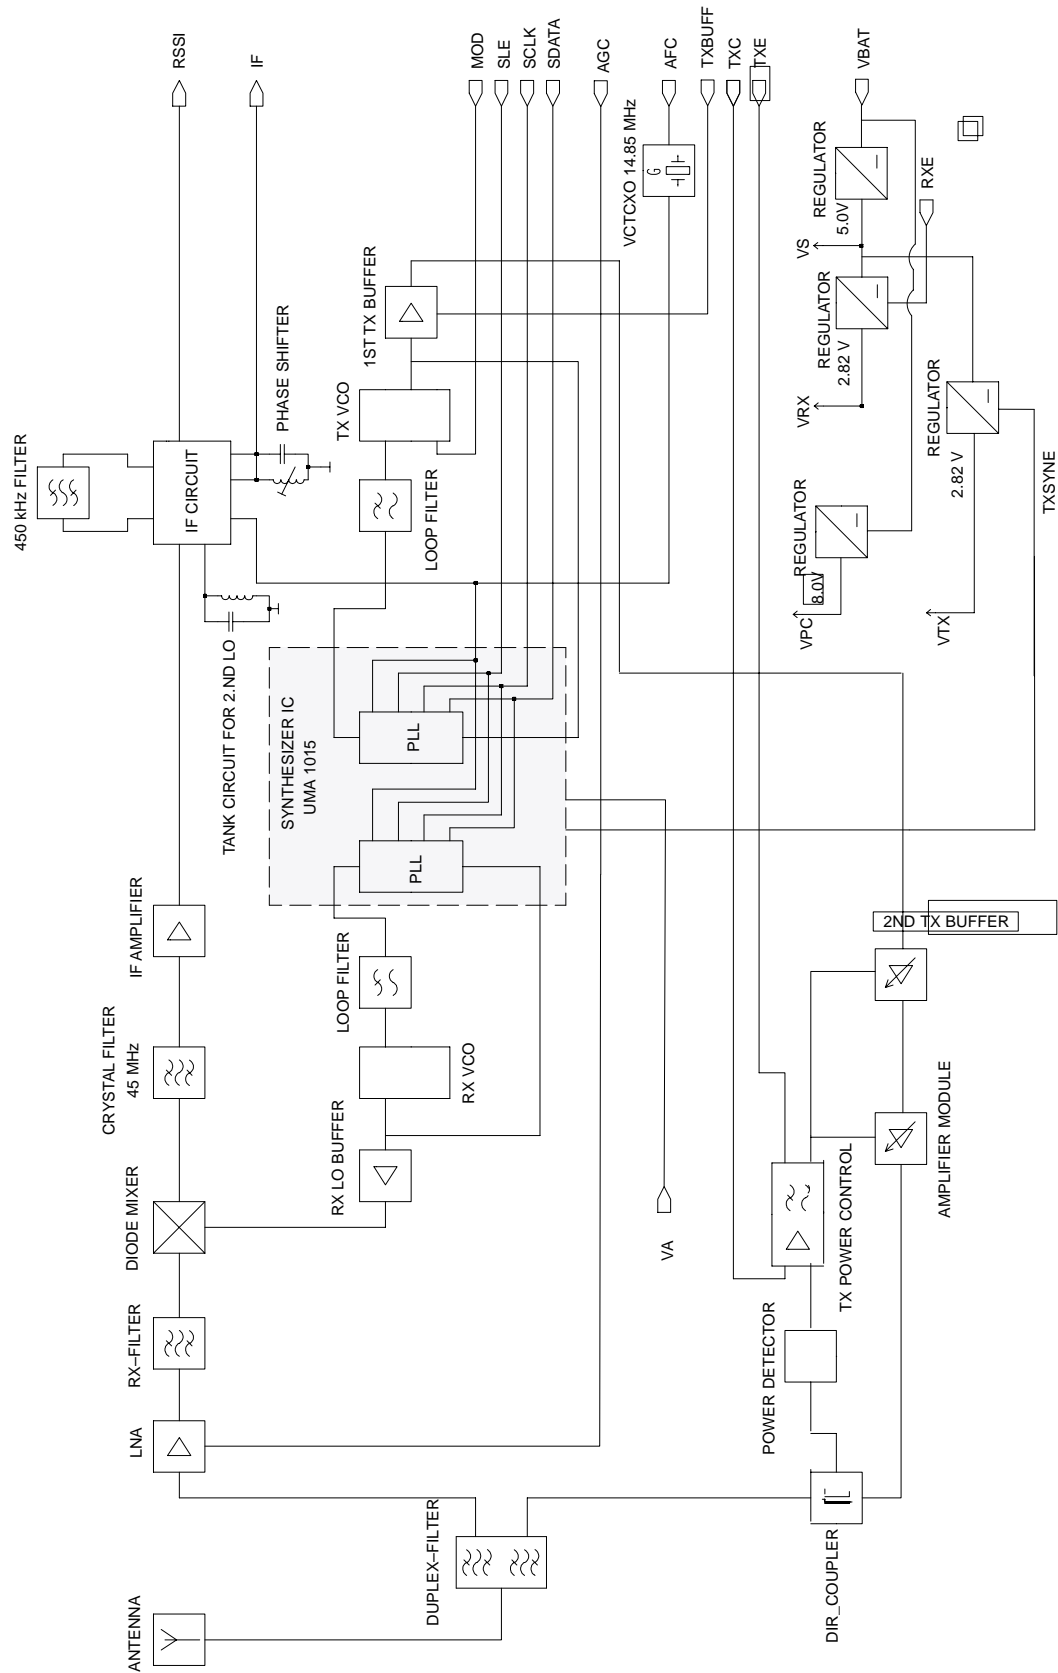 RSSI
IF
MOD
SLE
SCLK
SDATA
AGC
AFC
TXBUFF
TXC
TXE
VBAT
VCTCXO 14.85 MHz
G
REGULATOR
5.0V
RXE
VS
REGULATOR
2.82 V
VRX
REGULATOR
2.82 V
VTX
TXSYNE
REGULATOR
8.0V
VPC
1ST TX BUFFER
TX VCO
LOOP FILTER
PHASE SHIFTER
450 kHz FILTER
IF CIRCUIT
TANK CIRCUIT FOR 2.ND LO
SYNTHESIZER IC
UMA 1015
PLL
PLL
IF AMPLIFIER
CRYSTAL FILTER
45 MHz
LOOP FILTER
RX VCO
RX LO BUFFER
DIODE MIXER
RX–FILTER
LNA
VA
2ND TX BUFFER
AMPLIFIER MODULE
TX POWER CONTROL
POWER DETECTOR
DIR_COUPLER
DUPLEX–FILTER
ANTENNA